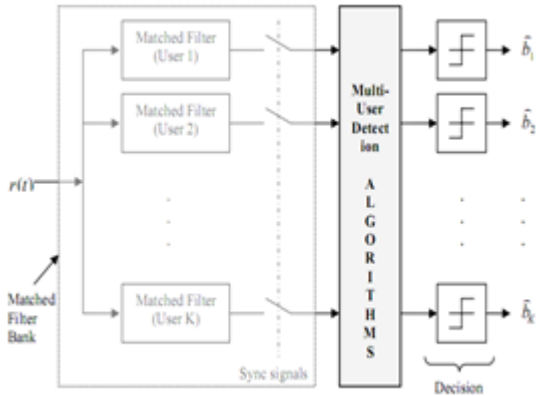 Matched Filter
(User 1)
b̂₁
Matched Filter
(User 2)
b̂₂
r(t)
Multi-
User
Detect
ion
A
L
G
O
R
I
T
H
M
S
Matched
Filter
Bank
Matched Filter
(User K)
b̂K
Sync signals
Decision